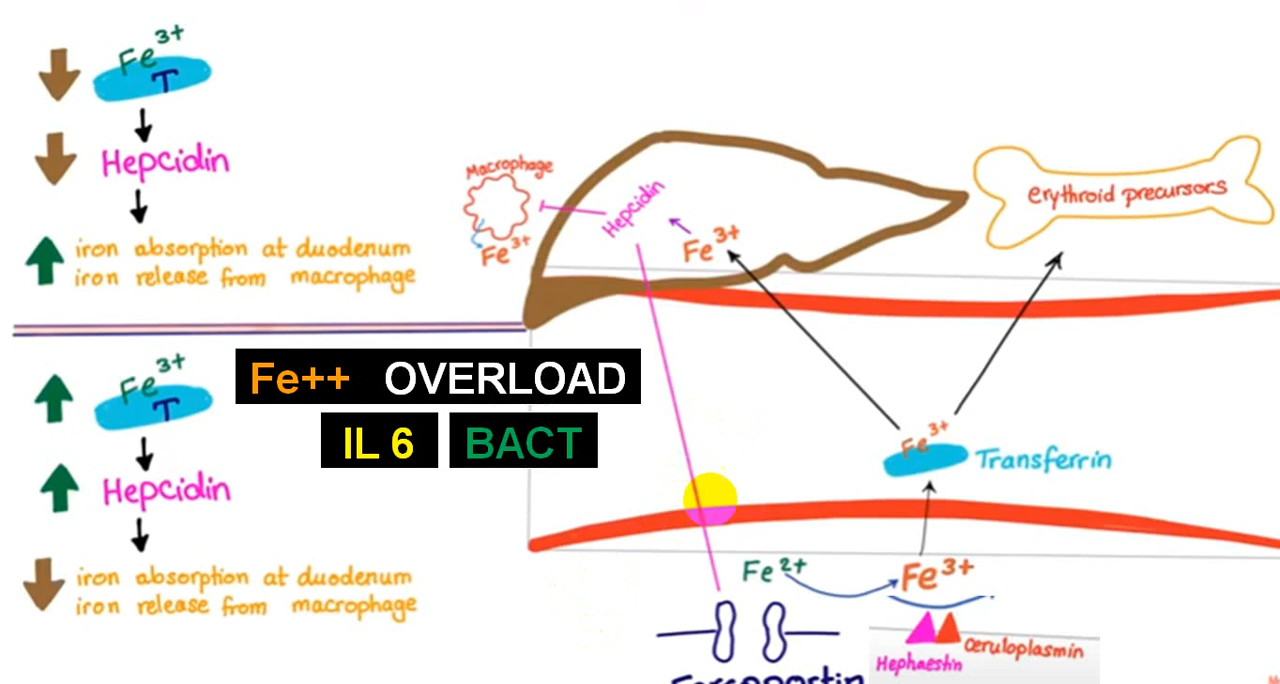 Fe3+
T
Hepcidin
iron absorption at duodenum
iron release from macrophage
Fe3+
T
Hepcidin
iron absorption at duodenum
iron release from macrophage
Fe++ OVERLOAD
IL 6 BACT
Macrophage
Fe3+
Hepcidin
Fe3+
erythroid precursors
Fe3+
Transferrin
Fe2+
Fe3+
Hephaestin
Ceruloplasmin
Ferroportin